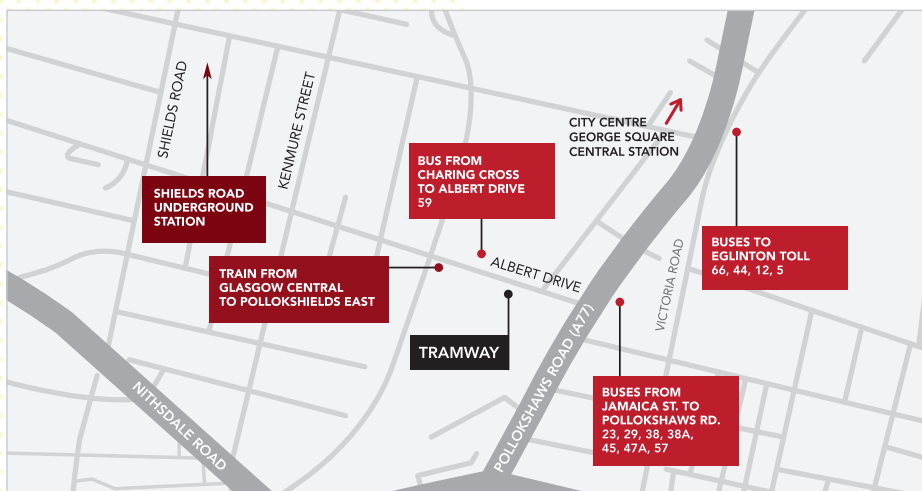 SHIELDS ROAD
KENMURE STREET
CITY CENTRE
GEORGE SQUARE
CENTRAL STATION
BUS FROM
CHARING CROSS
TO ALBERT DRIVE
59
SHIELDS ROAD
UNDERGROUND
STATION
BUSES TO
EGLINTON TOLL
66, 44, 12, 5
TRAIN FROM
GLASGOW CENTRAL
TO POLLOKSHIELDS EAST
ALBERT DRIVE
VICTORIA ROAD
TRAMWAY
POLLOKSHAWS ROAD (A77)
BUSES FROM
JAMAICA ST. TO
POLLOKSHAWS RD.
23, 29, 38, 38A,
45, 47A, 57
NITHSDALE ROAD